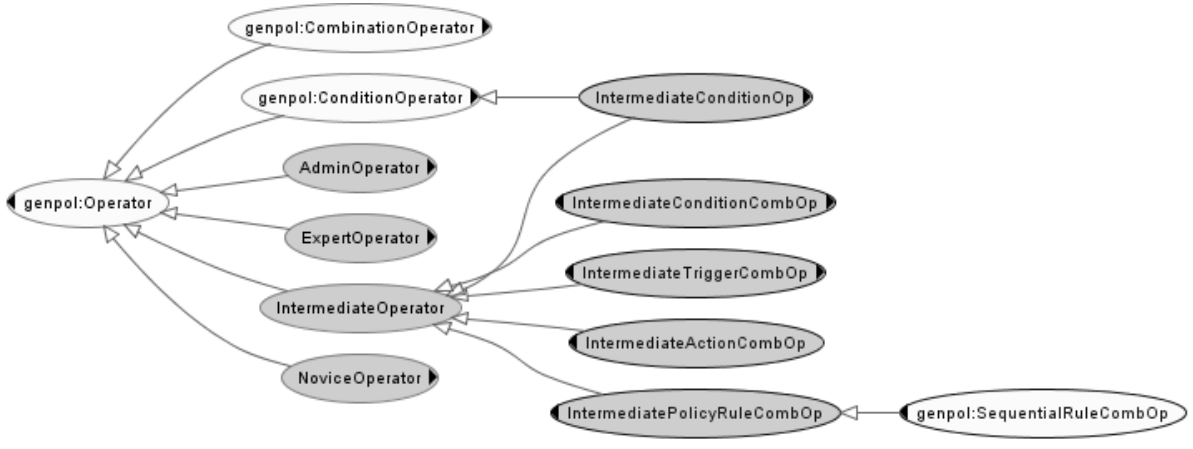 genpol:CombinationOperator
genpol:ConditionOperator
IntermediateConditionOp
AdminOperator
genpol:Operator
IntermediateConditionCombOp
ExpertOperator
IntermediateTriggerCombOp
IntermediateOperator
IntermediateActionCombOp
NoviceOperator
IntermediatePolicyRuleCombOp
genpol:SequentialRuleCombOp